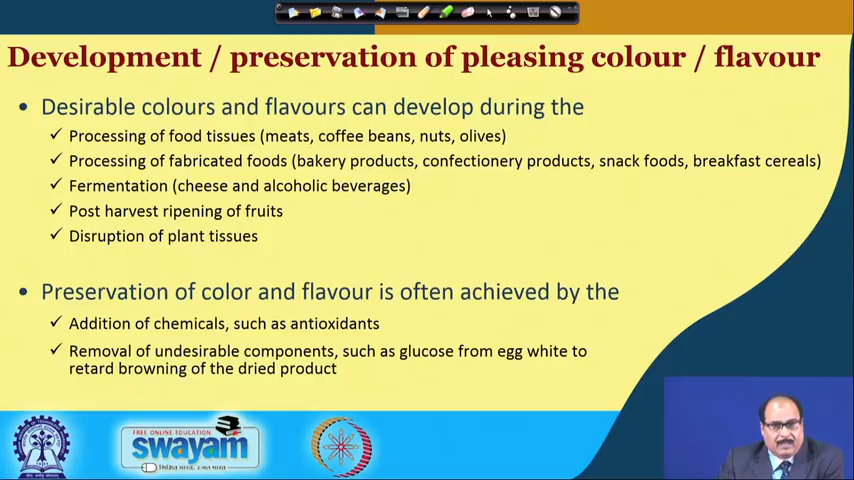 Development / preservation of pleasing colour / flavour
• Desirable colours and flavours can develop during the
✓ Processing of food tissues (meats, coffee beans, nuts, olives)
✓ Processing of fabricated foods (bakery products, confectionery products, snack foods, breakfast cereals)
✓ Fermentation (cheese and alcoholic beverages)
✓ Post harvest ripening of fruits
✓ Disruption of plant tissues
• Preservation of color and flavour is often achieved by the
✓ Addition of chemicals, such as antioxidants
✓ Removal of undesirable components, such as glucose from egg white to
retard browning of the dried product
FREE ONLINE EDUCATION
swayam